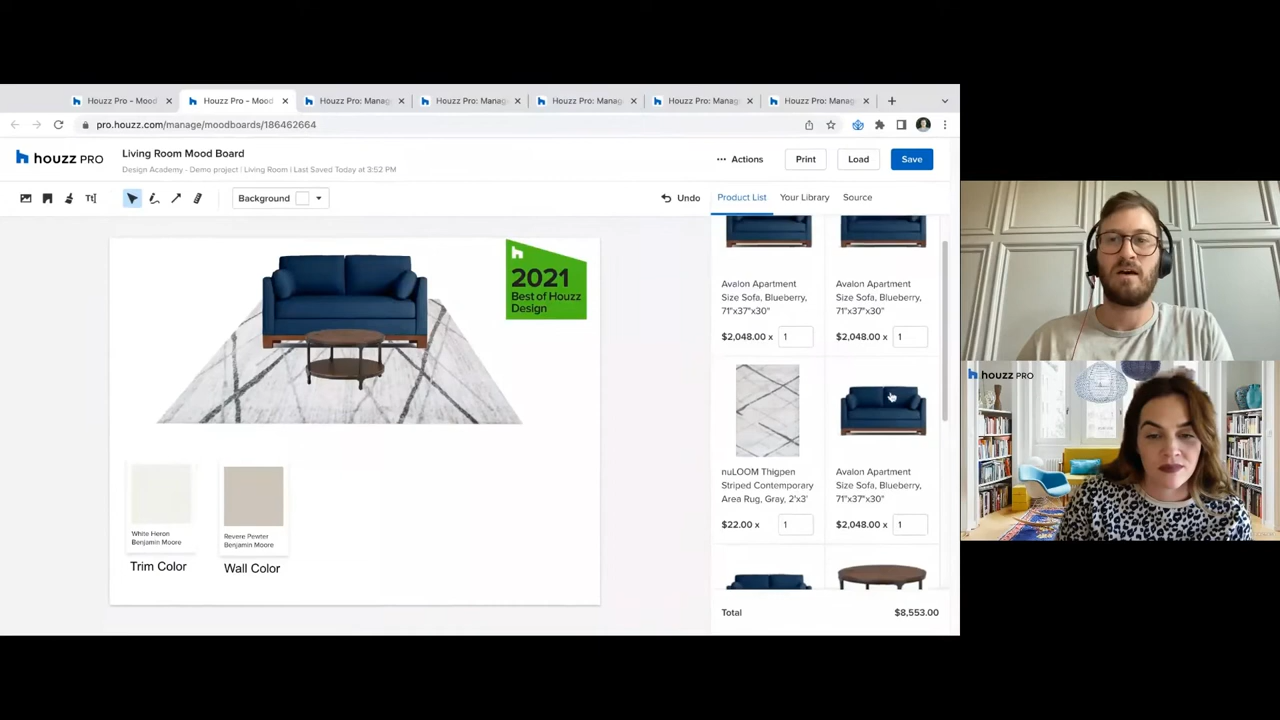 Houzz Pro – Mood
Houzz Pro – Mood
Houzz Pro: Manag
Houzz Pro: Manag
Houzz Pro: Manag
Houzz Pro: Manag
Houzz Pro: Manag
pro.houzz.com/manage/moodboards/186462664
houzz PRO
Living Room Mood Board
Design Academy - Demo project | Living Room | Last Saved Today at 3:52 PM
Actions
Print
Load
Save
Background
Undo
Product List
Your Library
Source
2021
Best of Houzz
Design
White Heron
Benjamin Moore
Trim Color
Revere Pewter
Benjamin Moore
Wall Color
Avalon Apartment
Size Sofa, Blueberry,
71"x37"x30"
$2,048.00 x 1
Avalon Apartment
Size Sofa, Blueberry,
71"x37"x30"
$2,048.00 x 1
nuLOOM Thigpen
Striped Contemporary
Area Rug, Gray, 2'x3'
$22.00 x 1
Avalon Apartment
Size Sofa, Blueberry,
71"x37"x30"
$2,048.00 x 1
Total $8,553.00
houzz PRO